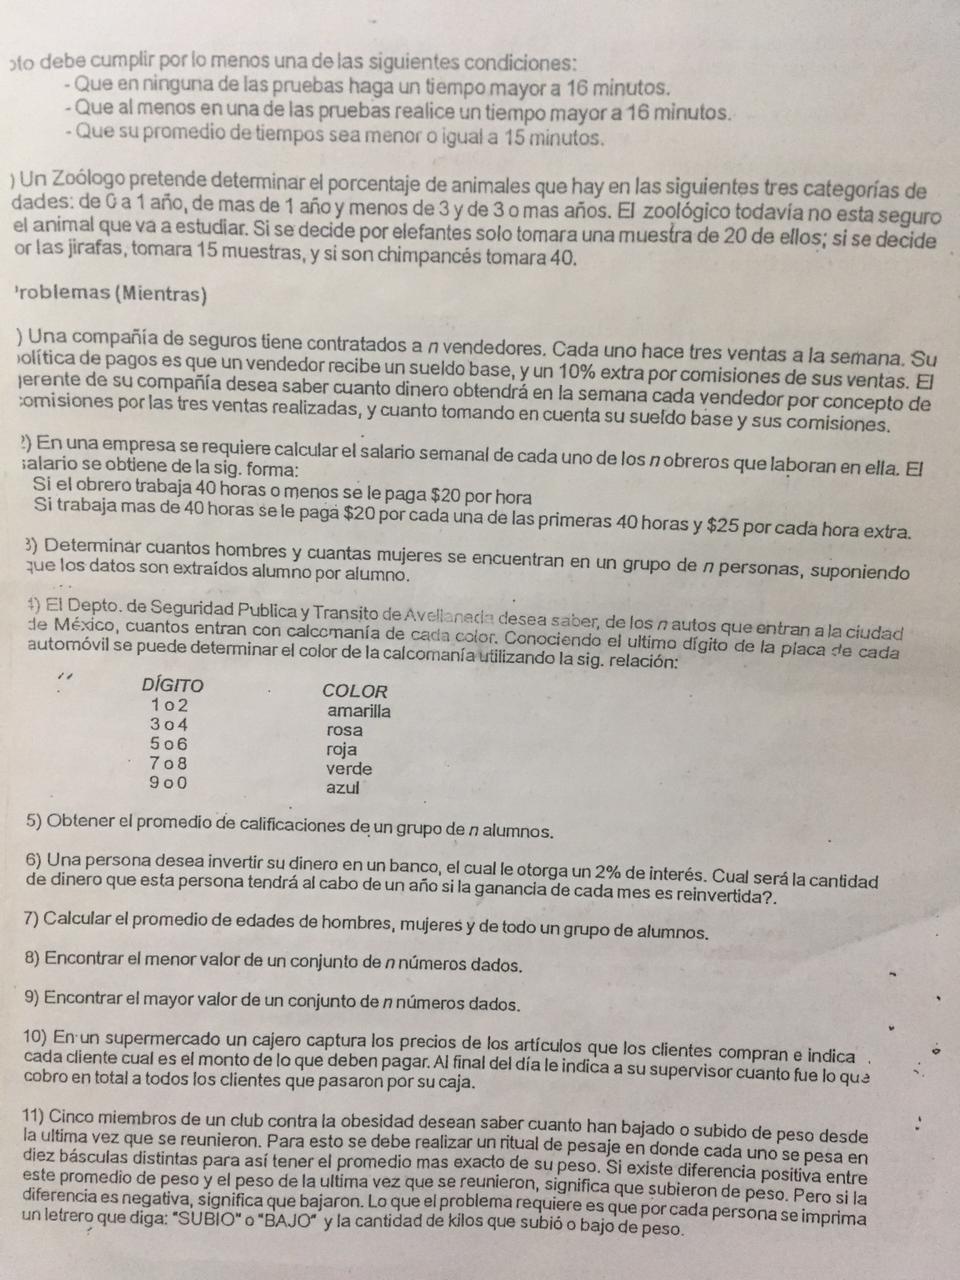 oto debe cumplir por lo menos una de las siguientes condiciones:
- Que en ninguna de las pruebas haga un tiempo mayor a 16 minutos.
- Que al menos en una de las pruebas realice un tiempo mayor a 16 minutos.
- Que su promedio de tiempos sea menor o igual a 15 minutos.
) Un Zoólogo pretende determinar el porcentaje de animales que hay en las siguientes tres categorías de
dades: de 0 a 1 año, de mas de 1 año y menos de 3 y de 3 o mas años. El zoológico todavía no esta seguro
el animal que va a estudiar. Si se decide por elefantes solo tomara una muestra de 20 de ellos; si se decide
or las jirafas, tomara 15 muestras, y si son chimpancés tomara 40.
roblemas (Mientras)
) Una compañía de seguros tiene contratados a n vendedores. Cada uno hace tres ventas a la semana. Su
política de pagos es que un vendedor recibe un sueldo base, y un 10% extra por comisiones de sus ventas. El
gerente de su compañía desea saber cuanto dinero obtendrá en la semana cada vendedor por concepto de
comisiones por las tres ventas realizadas, y cuanto tomando en cuenta su sueldo base y sus comisiones.
2) En una empresa se requiere calcular el salario semanal de cada uno de los n obreros que laboran en ella. El
salario se obtiene de la sig. forma:
Si el obrero trabaja 40 horas o menos se le paga $20 por hora
Si trabaja mas de 40 horas se le paga $20 por cada una de las primeras 40 horas y $25 por cada hora extra.
3) Determinar cuantos hombres y cuantas mujeres se encuentran en un grupo de n personas, suponiendo
que los datos son extraídos alumno por alumno.
4) El Depto. de Seguridad Publica y Transito de Avellaneda desea saber, de los n autos que entran a la ciudad
de México, cuantos entran con calcomanía de cada color. Conociendo el ultimo dígito de la placa de cada
automóvil se puede determinar el color de la calcomanía utilizando la sig. relación:
DÍGITO COLOR
1 o 2 amarilla
3 o 4 rosa
5 o 6 roja
7 o 8 verde
9 o 0 azul
5) Obtener el promedio de calificaciones de un grupo de n alumnos.
6) Una persona desea invertir su dinero en un banco, el cual le otorga un 2% de interés. Cual será la cantidad
de dinero que esta persona tendrá al cabo de un año si la ganancia de cada mes es reinvertida?.
7) Calcular el promedio de edades de hombres, mujeres y de todo un grupo de alumnos.
8) Encontrar el menor valor de un conjunto de n números dados.
9) Encontrar el mayor valor de un conjunto de n números dados.
10) En un supermercado un cajero captura los precios de los artículos que los clientes compran e indica
cada cliente cual es el monto de lo que deben pagar. Al final del día le indica a su supervisor cuanto fue lo que
cobro en total a todos los clientes que pasaron por su caja.
11) Cinco miembros de un club contra la obesidad desean saber cuanto han bajado o subido de peso desde
la ultima vez que se reunieron. Para esto se debe realizar un ritual de pesaje en donde cada uno se pesa en
diez básculas distintas para así tener el promedio mas exacto de su peso. Si existe diferencia positiva entre
este promedio de peso y el peso de la ultima vez que se reunieron, significa que subieron de peso. Pero si la
diferencia es negativa, significa que bajaron. Lo que el problema requiere es que por cada persona se imprima
un letrero que diga: "SUBIO" o "BAJO" y la cantidad de kilos que subió o bajo de peso.